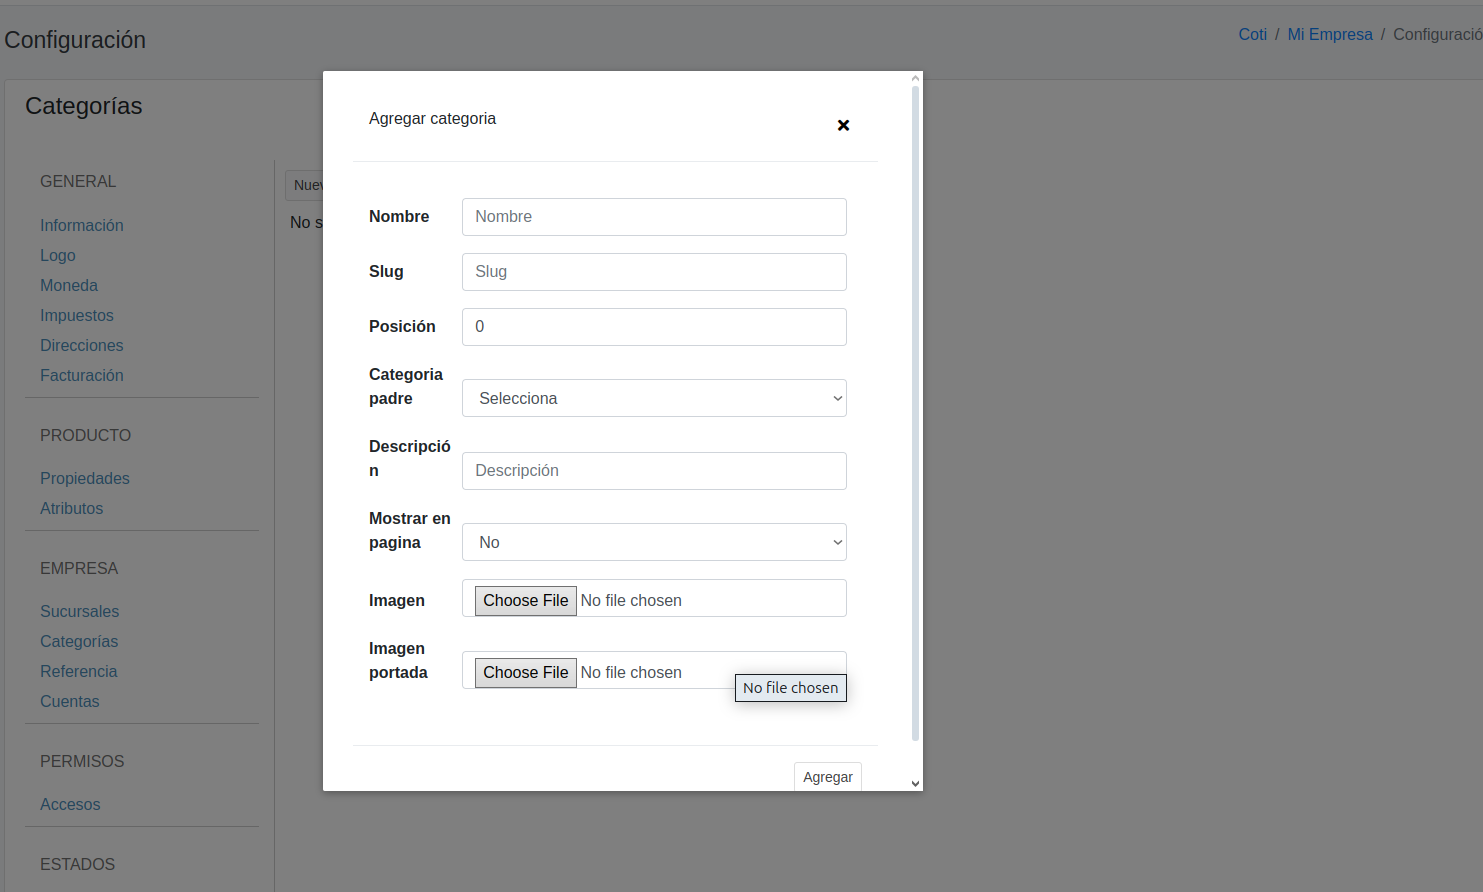 Configuración
Coti / Mi Empresa / Configuració
Categorías
GENERAL
Información
Logo
Moneda
Impuestos
Direcciones
Facturación
PRODUCTO
Propiedades
Atributos
EMPRESA
Sucursales
Categorías
Referencia
Cuentas
PERMISOS
Accesos
ESTADOS
Nuev
No s
Agregar categoria
Nombre Nombre
Slug Slug
Posición 0
Categoria
padre Selecciona
Descripció
n Descripción
Mostrar en
pagina No
Imagen Choose File No file chosen
Imagen
portada Choose File No file chosen
No file chosen
Agregar